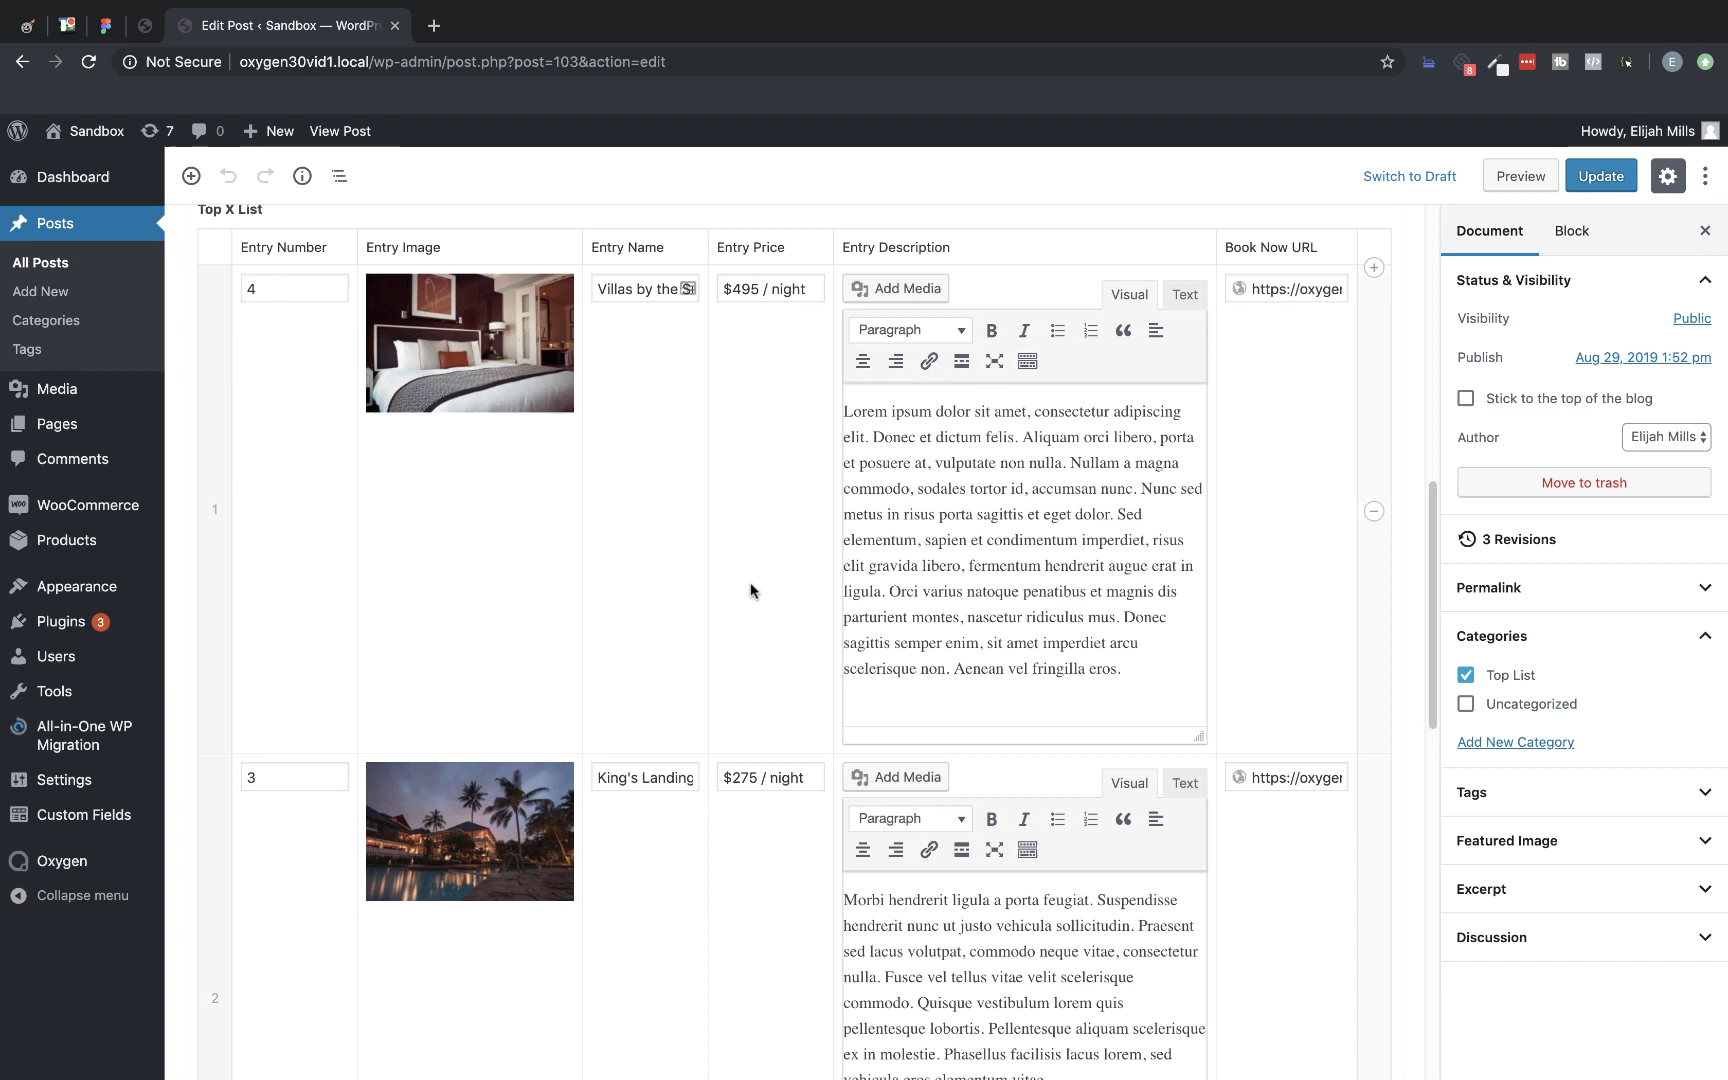 Edit Post ‹ Sandbox — WordPr
Not Secure
oxygen30vid1.local/wp-admin/post.php?post=103&action=edit
8
E
Sandbox
7
0
New
View Post
Howdy, Elijah Mills
Dashboard
Posts
All Posts
Add New
Categories
Tags
Media
Pages
Comments
WooCommerce
Products
Appearance
Plugins 3
Users
Tools
All-in-One WP
Migration
Settings
Custom Fields
Oxygen
Collapse menu
Switch to Draft
Preview
Update
Top X List
Entry Number
Entry Image
Entry Name
Entry Price
Entry Description
Book Now URL
1
4
Villas by the
$495 / night
Add Media
Visual
Text
Paragraph
B
I
Lorem ipsum dolor sit amet, consectetur adipiscing
elit. Donec et dictum felis. Aliquam orci libero, porta
et posuere at, vulputate non nulla. Nullam a magna
commodo, sodales tortor id, accumsan nunc. Nunc sed
metus in risus porta sagittis et eget dolor. Sed
elementum, sapien et condimentum imperdiet, risus
elit gravida libero, fermentum hendrerit augue erat in
ligula. Orci varius natoque penatibus et magnis dis
parturient montes, nascetur ridiculus mus. Donec
sagittis semper enim, sit amet imperdiet arcu
scelerisque non. Aenean vel fringilla eros.
https://oxyger
2
3
King's Landing
$275 / night
Add Media
Visual
Text
Paragraph
B
I
Morbi hendrerit ligula a porta feugiat. Suspendisse
hendrerit nunc ut justo vehicula sollicitudin. Praesent
sed lacus volutpat, commodo neque vitae, consectetur
nulla. Fusce vel tellus vitae velit scelerisque
commodo. Quisque vestibulum lorem quis
pellentesque lobortis. Pellentesque aliquam scelerisque
ex in molestie. Phasellus facilisis lacus lorem, sed
vehicula eros elementum vitae.
https://oxyger
Document
Block
Status & Visibility
Visibility
Public
Publish
Aug 29, 2019 1:52 pm
Stick to the top of the blog
Author
Elijah Mills
Move to trash
3 Revisions
Permalink
Categories
Top List
Uncategorized
Add New Category
Tags
Featured Image
Excerpt
Discussion